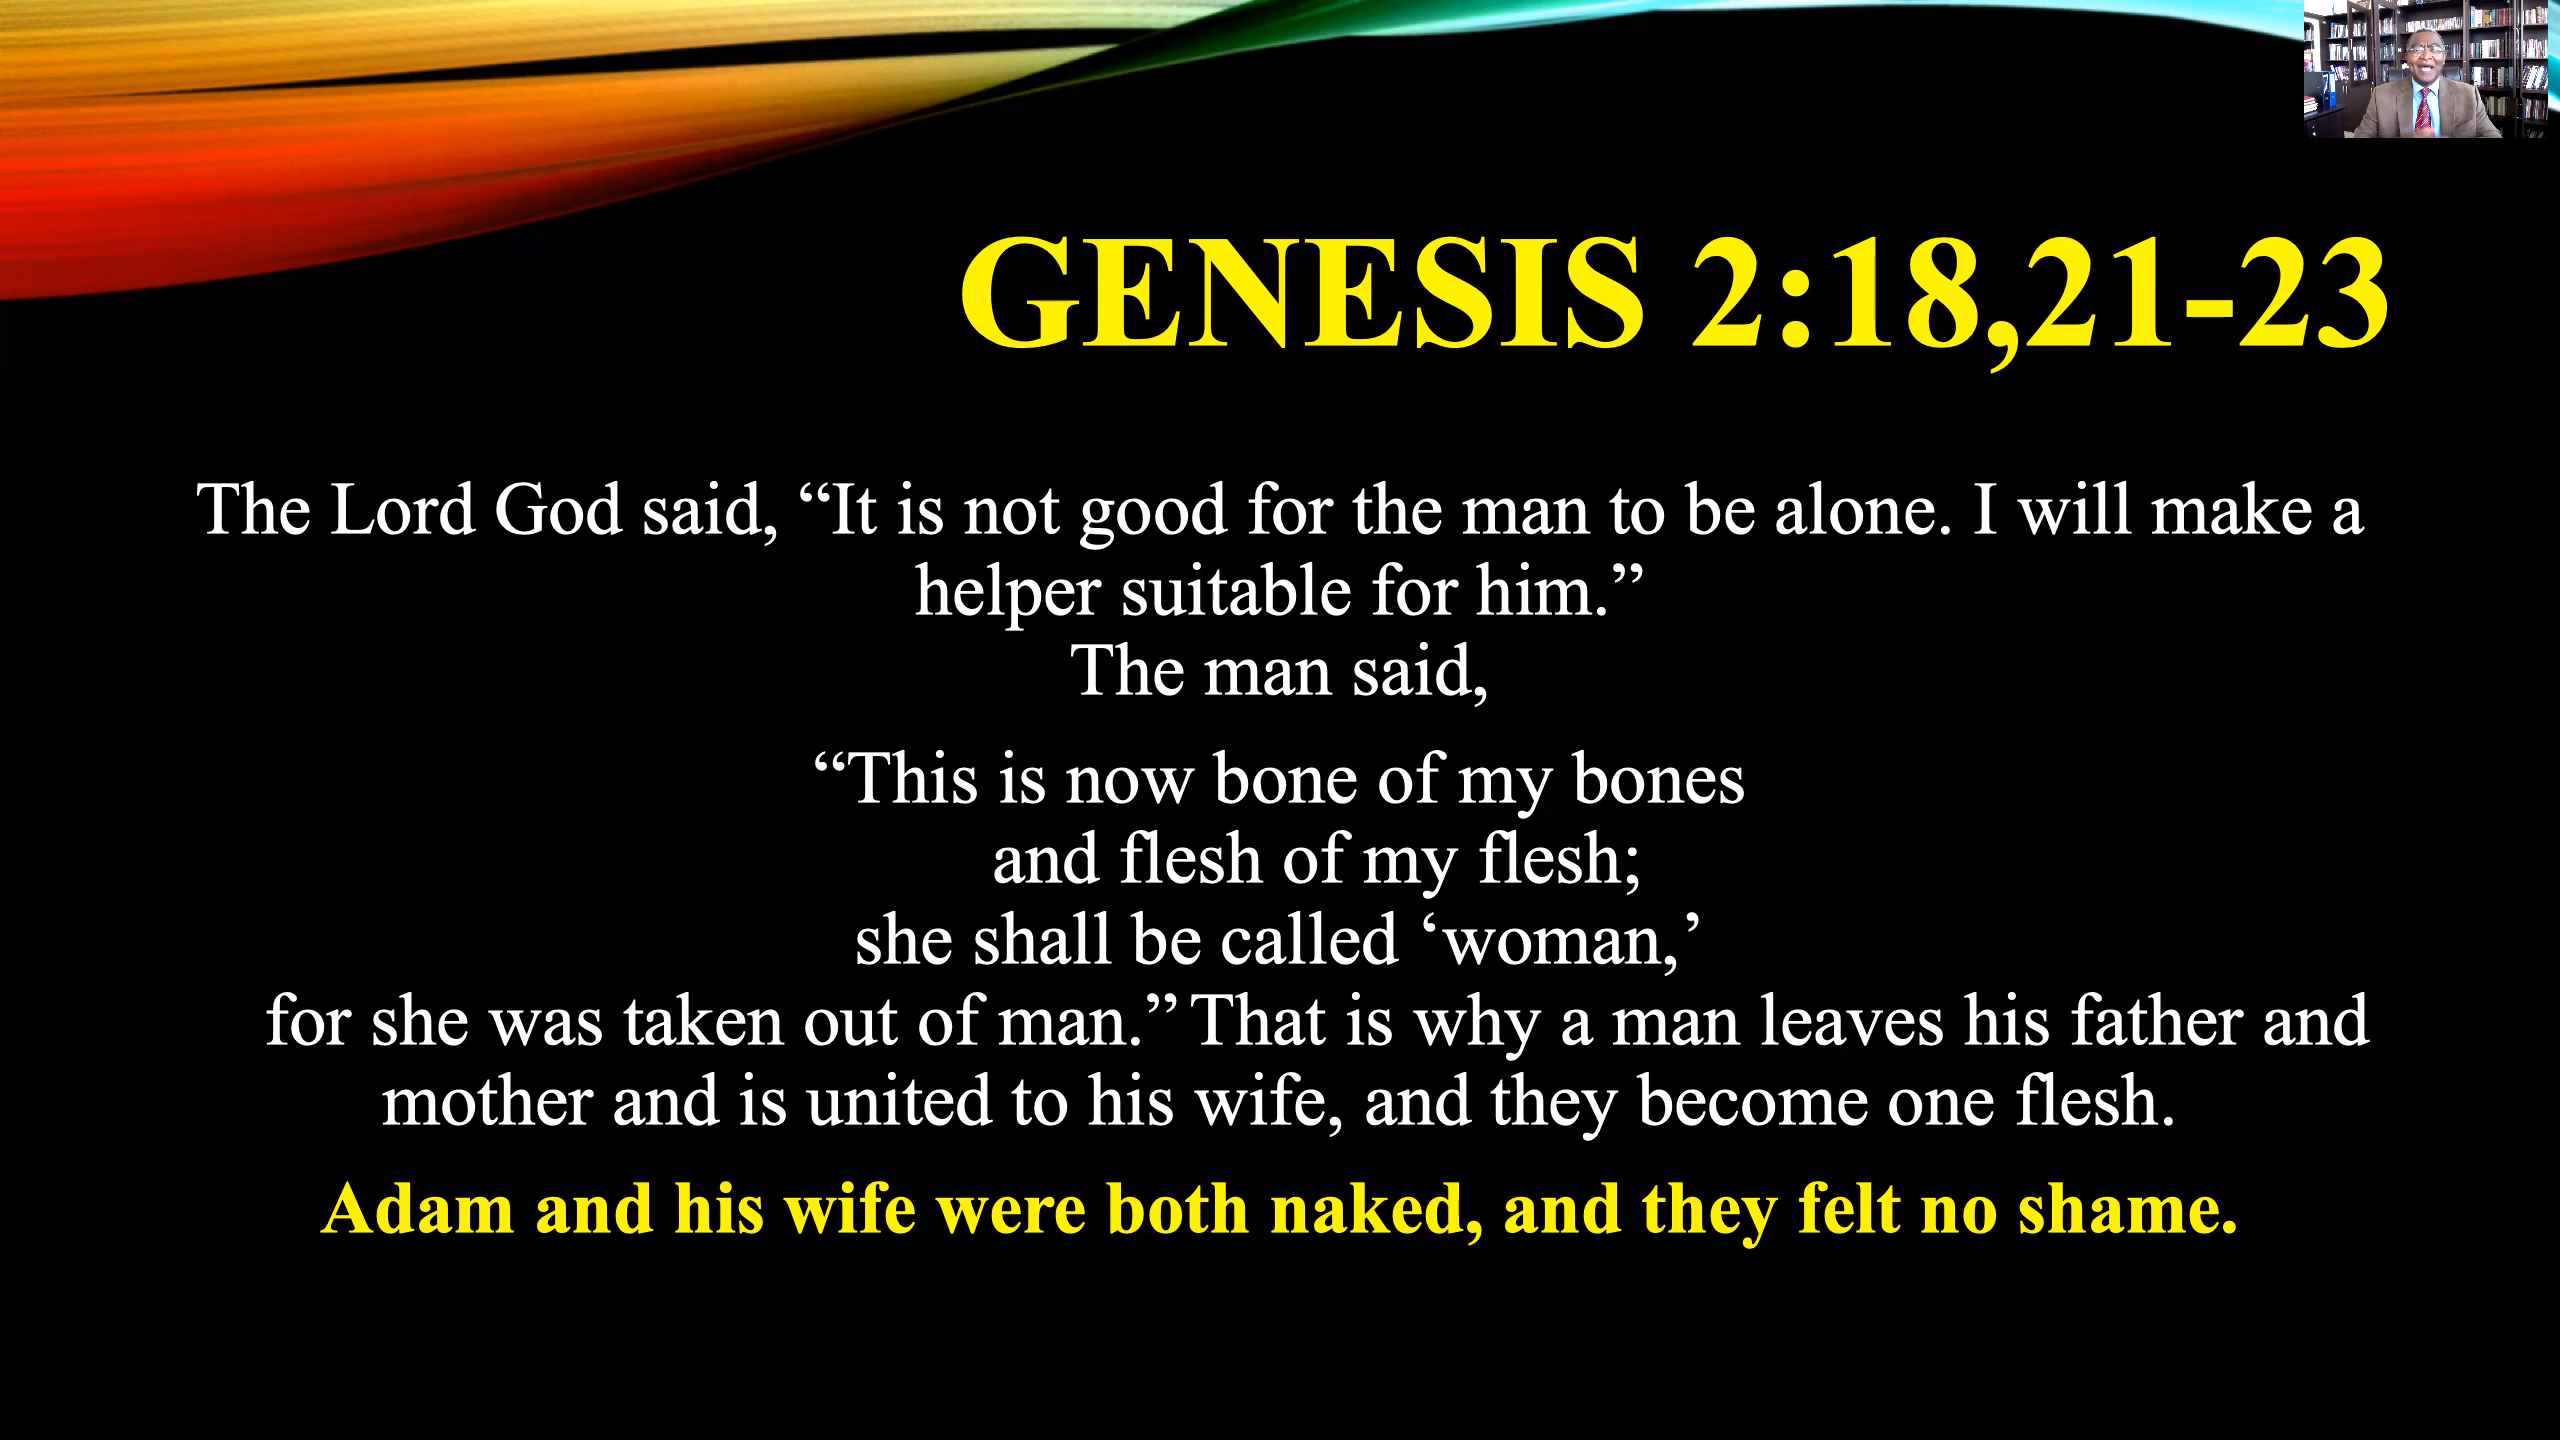 GENESIS 2:18,21-23
The Lord God said, “It is not good for the man to be alone. I will make a
helper suitable for him.”
The man said,
“This is now bone of my bones
and flesh of my flesh;
she shall be called ‘woman,’
for she was taken out of man.” That is why a man leaves his father and
mother and is united to his wife, and they become one flesh.
Adam and his wife were both naked, and they felt no shame.